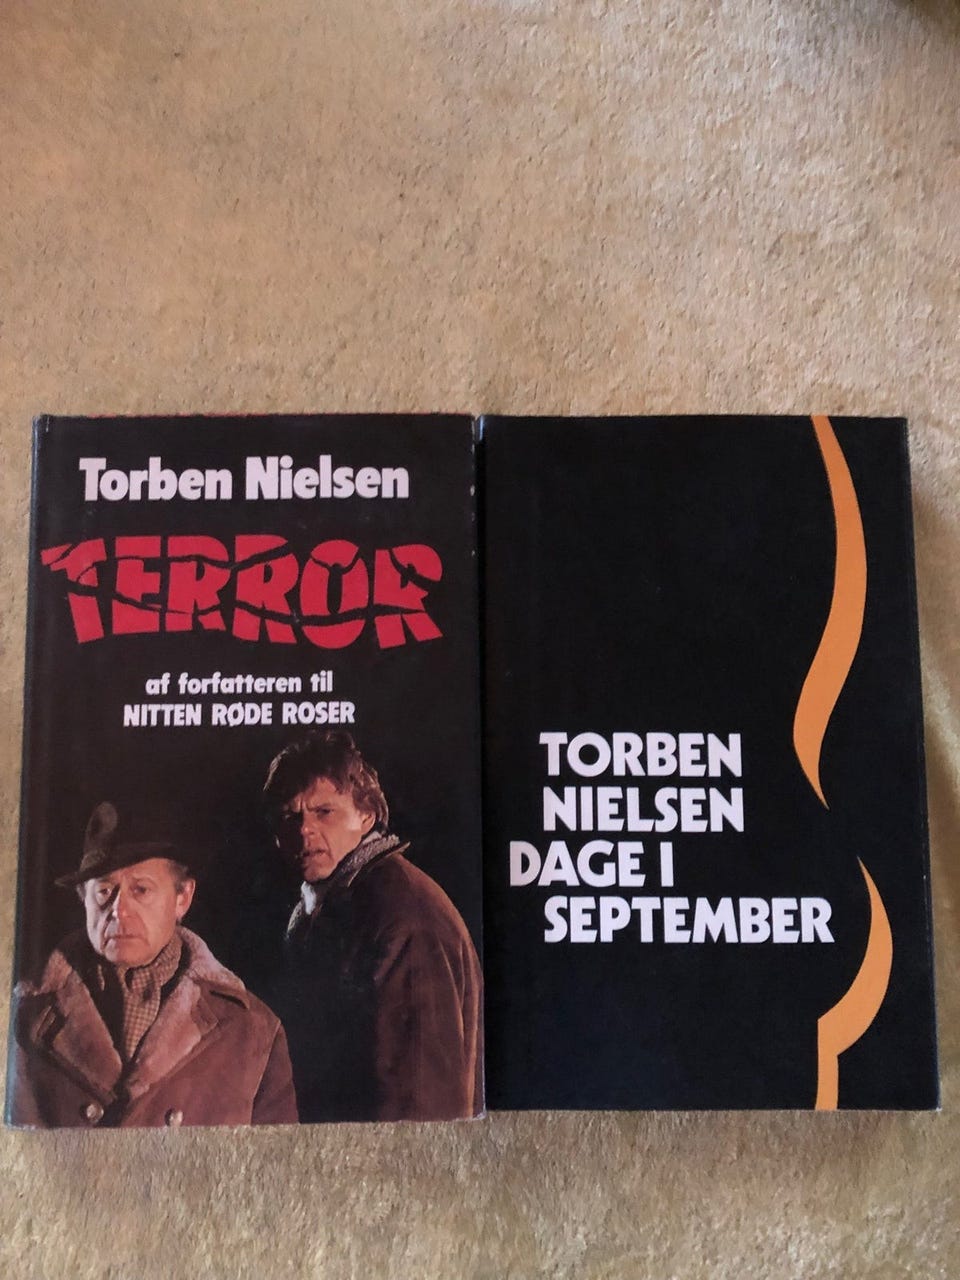 Torben Nielsen
TERROR
af forfatteren til
NITTEN RØDE ROSER
TORBEN
NIELSEN
DAGE I
SEPTEMBER